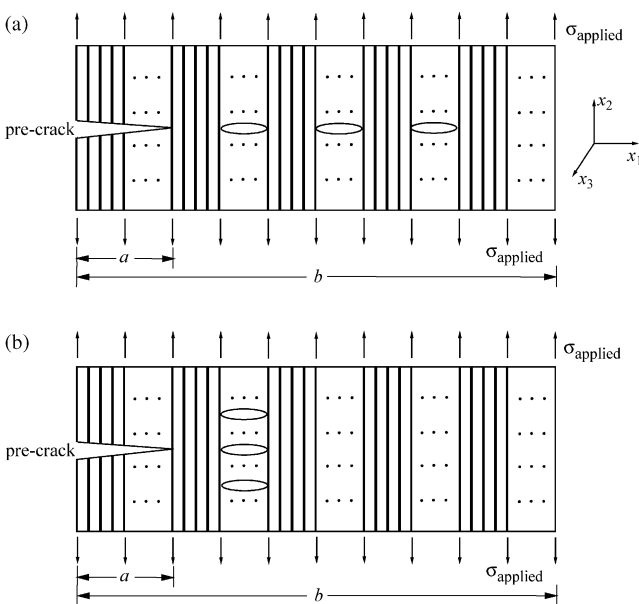 (a)
σapplied
. . .
. . .
. . .
. . .
. . .
. . .
. . .
. . .
x2
pre-crack
x1
. . .
. . .
. . .
. . .
x3
. . .
. . .
. . .
. . .
σapplied
a
b
(b)
σapplied
. . .
. . .
. . .
. . .
. . .
. . .
. . .
. . .
. . .
. . .
pre-crack
. . .
. . .
. . .
. . .
. . .
. . .
. . .
. . .
. . .
. . .
σapplied
a
b